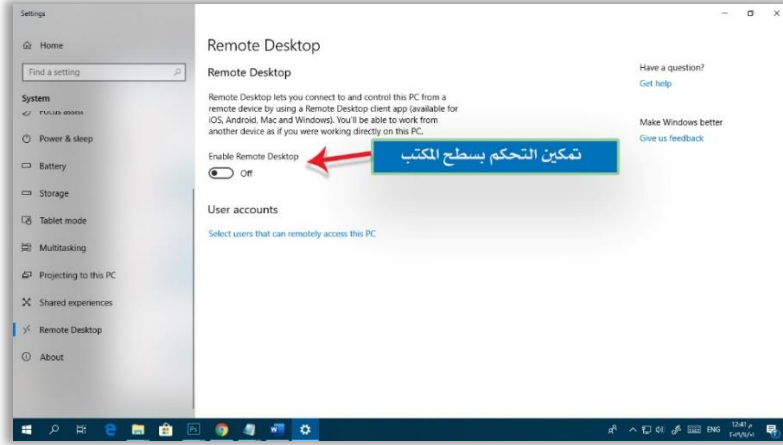 Settings
Home
Find a setting
System
Focus assist
Power & sleep
Battery
Storage
Tablet mode
Multitasking
Projecting to this PC
Shared experiences
Remote Desktop
About
Remote Desktop
Remote Desktop
Remote Desktop lets you connect to and control this PC from a
remote device by using a Remote Desktop client app (available for
iOS, Android, Mac and Windows). You'll be able to work from
another device as if you were working directly on this PC.
Enable Remote Desktop
Off
تمكين التحكم بسطح المكتب
User accounts
Select users that can remotely access this PC
Have a question?
Get help
Make Windows better
Give us feedback
Ps
ENG
12:41 م